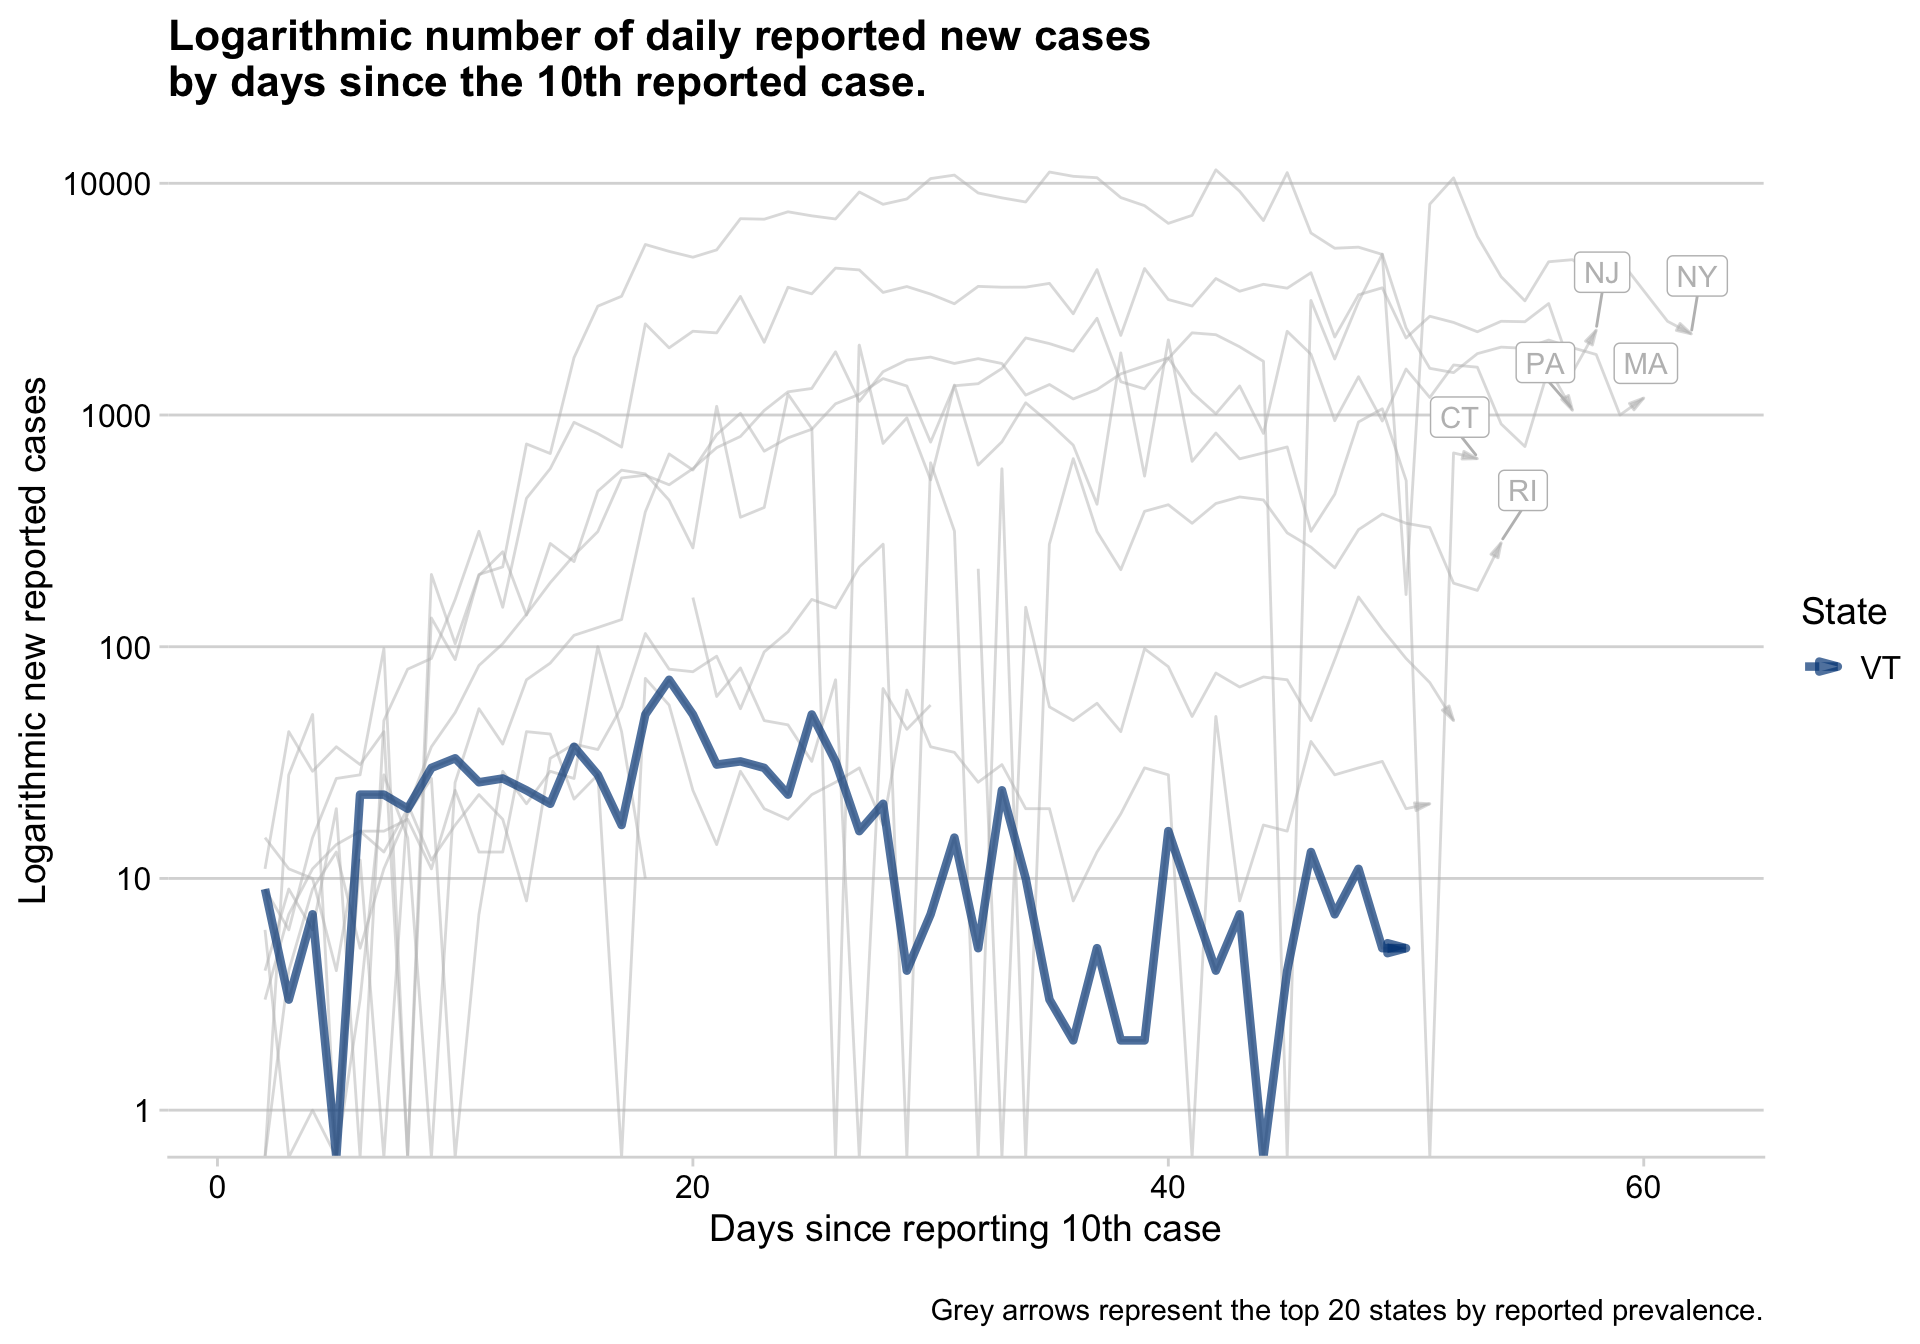 Logarithmic number of daily reported new cases
by days since the 10th reported case.
Logarithmic new reported cases
10000
1000
100
10
1
NJ
NY
PA
MA
CT
RI
State
VT
0
20
40
60
Days since reporting 10th case
Grey arrows represent the top 20 states by reported prevalence.